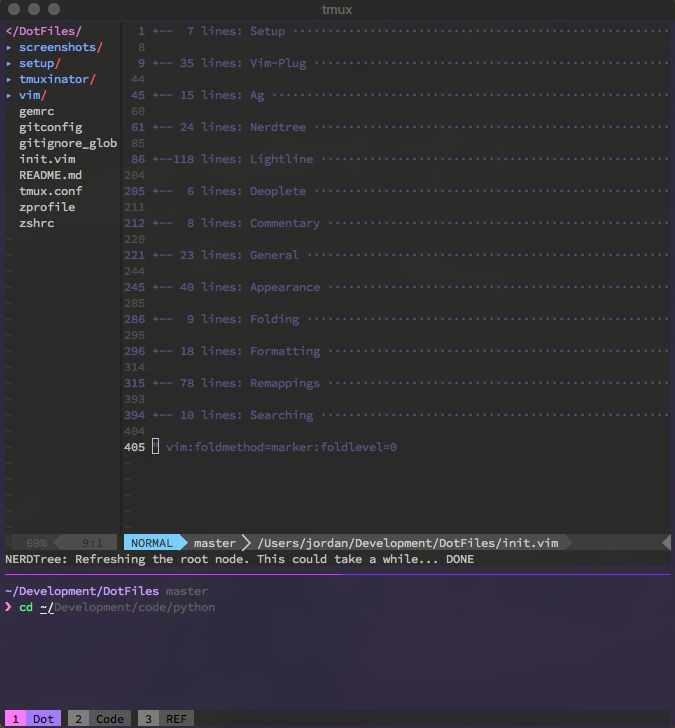 tmux
</DotFiles/
▸ screenshots/
▸ setup/
▸ tmuxinator/
▸ vim/
gemrc
gitconfig
gitignore_glob
init.vim
README.md
tmux.conf
zprofile
zshrc
1 +--  7 lines: Setup ······················································
8
9 +-- 35 lines: Vim-Plug ···················································
44
45 +-- 15 lines: Ag ·························································
60
61 +-- 24 lines: Nerdtree ···················································
85
86 +--118 lines: Lightline ··················································
204
205 +--  6 lines: Deoplete ···················································
211
212 +--  8 lines: Commentary ·················································
220
221 +-- 23 lines: General ····················································
244
245 +-- 40 lines: Appearance ·················································
285
286 +--  9 lines: Folding ····················································
295
296 +-- 18 lines: Formatting ·················································
314
315 +-- 78 lines: Remappings ·················································
393
394 +-- 10 lines: Searching ··················································
404
405 " vim:foldmethod=marker:foldlevel=0
69% 9:1 NORMAL master /Users/jordan/Development/DotFiles/init.vim
NERDTree: Refreshing the root node. This could take a while... DONE
~/Development/DotFiles master
❯ cd ~/Development/code/python
1 Dot 2 Code 3 REF